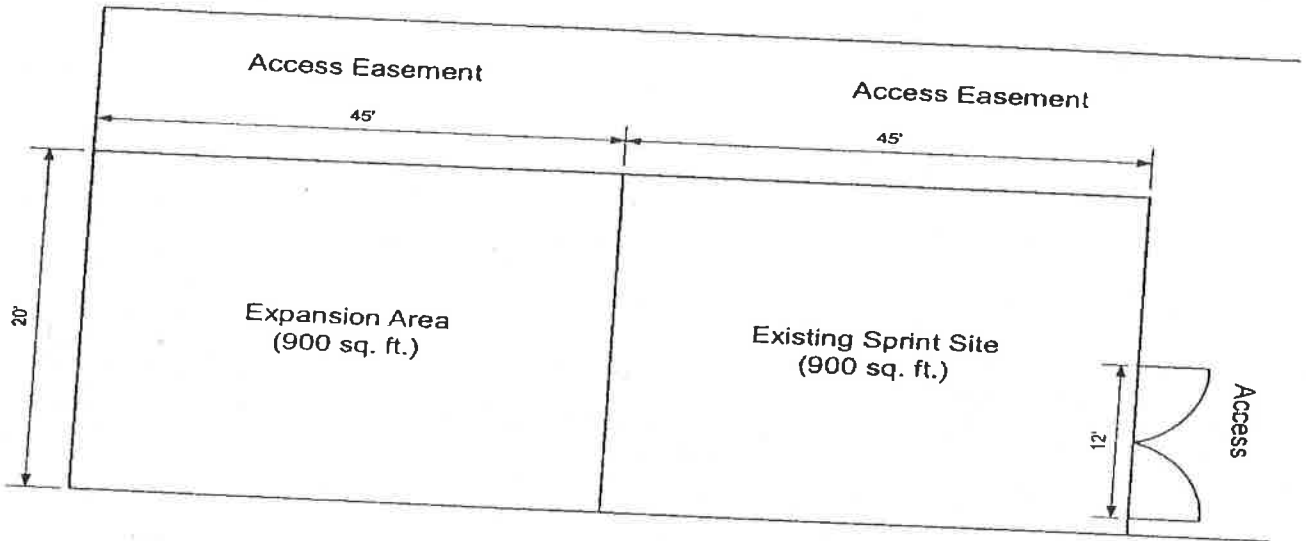 Access Easement
Access Easement
45'
45'
20'
Expansion Area
(900 sq. ft.)
Existing Sprint Site
(900 sq. ft.)
12'
Access